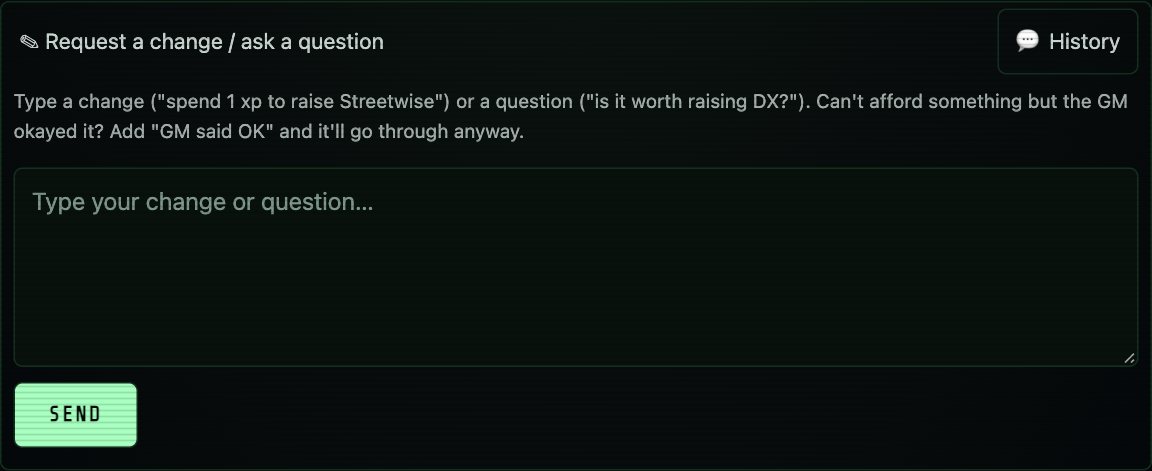 ✎ Request a change / ask a question
💬 History
Type a change ("spend 1 xp to raise Streetwise") or a question ("is it worth raising DX?"). Can't afford something but the GM
okayed it? Add "GM said OK" and it'll go through anyway.
Type your change or question...
SEND